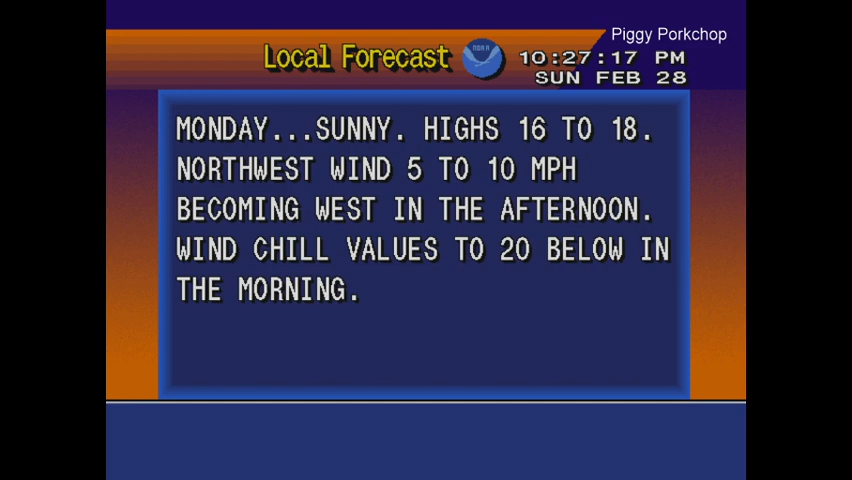 Piggy Porkchop
Local Forecast
NOAA
10:27:17 PM
SUN FEB 28
MONDAY...SUNNY. HIGHS 16 TO 18.
NORTHWEST WIND 5 TO 10 MPH
BECOMING WEST IN THE AFTERNOON.
WIND CHILL VALUES TO 20 BELOW IN
THE MORNING.